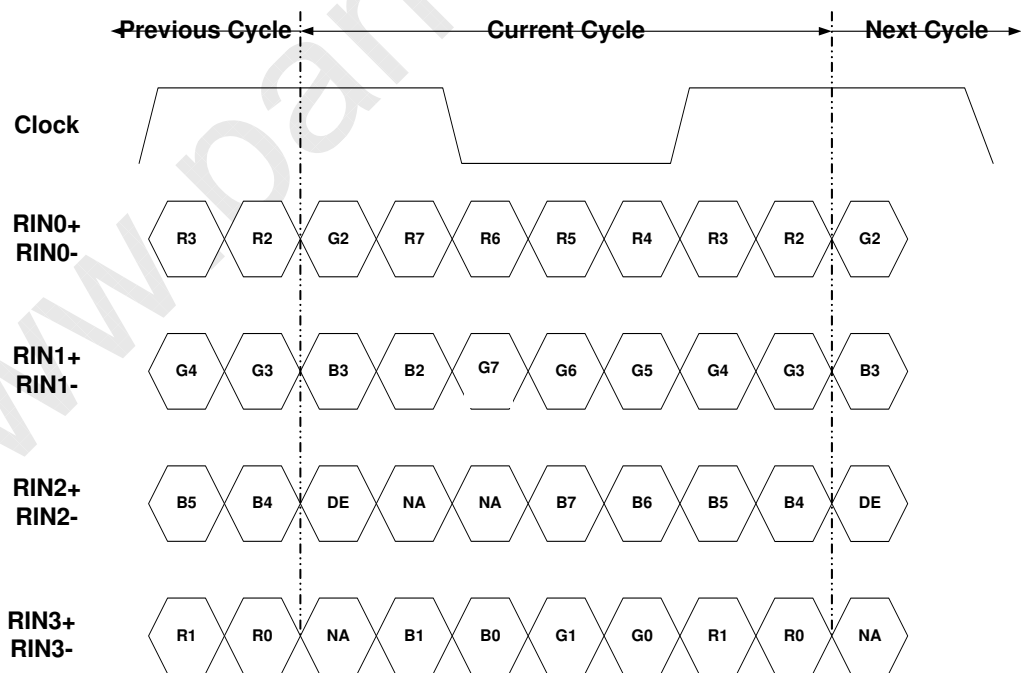 Previous Cycle Current Cycle Next Cycle
Clock
RIN0+
RIN0-
R3 R2 G2 R7 R6 R5 R4 R3 R2 G2
RIN1+
RIN1-
G4 G3 B3 B2 G7 G6 G5 G4 G3 B3
RIN2+
RIN2-
B5 B4 DE NA NA B7 B6 B5 B4 DE
RIN3+
RIN3-
R1 R0 NA B1 B0 G1 G0 R1 R0 NA